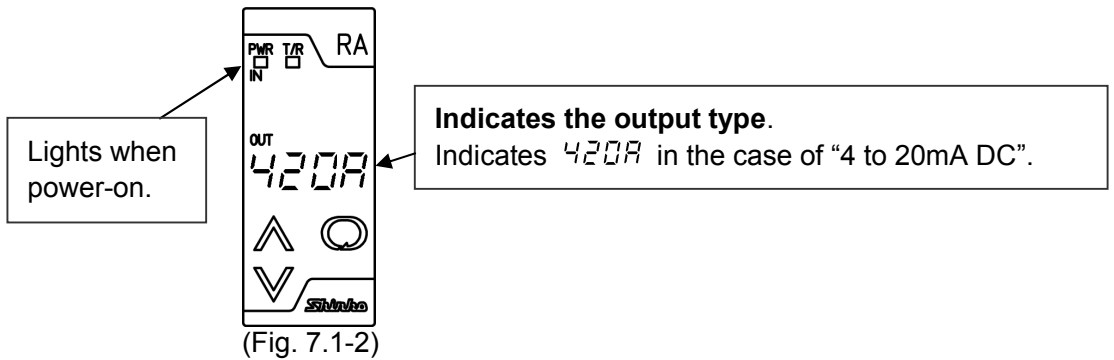 PWR T/R RA
IN
OUT
420A
Shinko
Lights when
power-on.
Indicates the output type.
Indicates 420A in the case of “4 to 20mA DC”.
(Fig. 7.1-2)